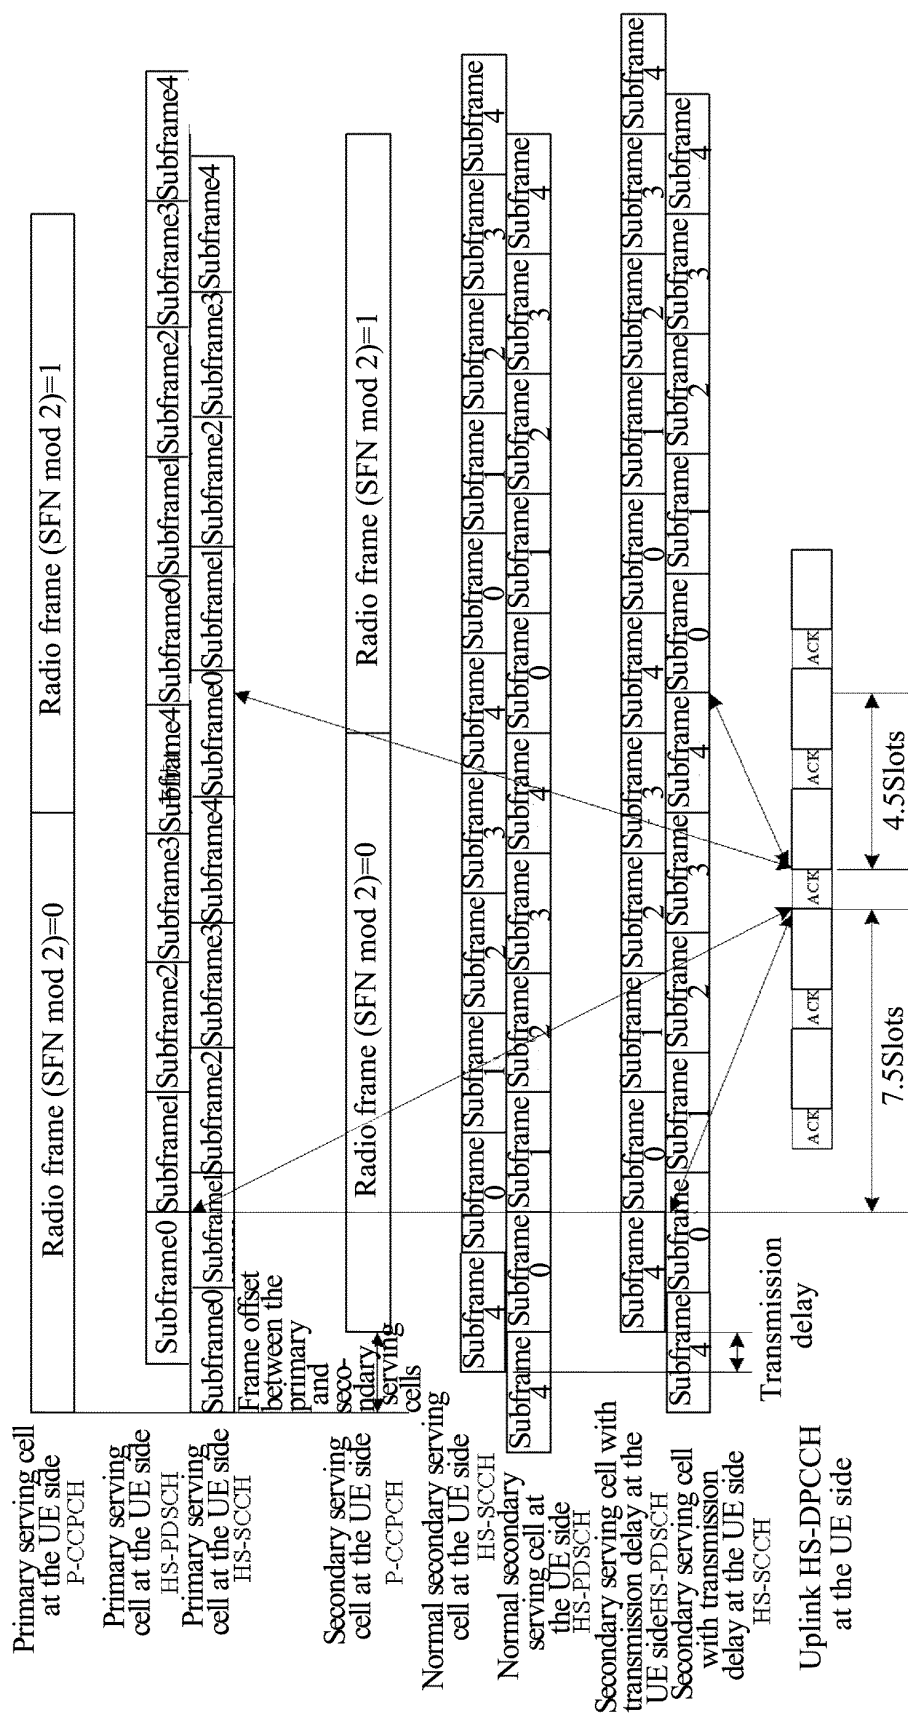 Primary serving cell
at the UE side
P-CCPCH
Radio frame (SFN mod 2)=0 Radio frame (SFN mod 2)=1
Primary serving
cell at the UE side
HS-PDSCH
Subframe0 Subframe1 Subframe2 Subframe3 Subframe4 Subframe0 Subframe1 Subframe2 Subframe3 Subframe4
Primary serving
cell at the UE side
HS-SCCH
Subframe0 Subframe1 Subframe2 Subframe3 Subframe4 Subframe0 Subframe1 Subframe2 Subframe3 Subframe4
Frame offset
between the
primary
and
seco-
ndary
serving
cells
Secondary serving
cell at the UE side
P-CCPCH
Radio frame (SFN mod 2)=0 Radio frame (SFN mod 2)=1
Normal secondary serving
cell at the UE side
HS-SCCH
Subframe Subframe Subframe Subframe Subframe Subframe Subframe Subframe Subframe Subframe Subframe
4 0 1 2 3 4 0 1 2 3 4
Normal secondary
serving cell at
the UE side
HS-PDSCH
Subframe Subframe Subframe Subframe Subframe Subframe Subframe Subframe Subframe Subframe Subframe
4 0 1 2 3 4 0 1 2 3 4
Secondary serving cell with
transmission delay at the
UE sideHS-PDSCH
Subframe Subframe Subframe Subframe Subframe Subframe Subframe Subframe Subframe Subframe Subframe
4 0 1 2 3 4 0 1 2 3 4
Secondary serving cell
with transmission
delay at the UE side
HS-SCCH
Subframe Subframe Subframe Subframe Subframe Subframe Subframe Subframe Subframe Subframe Subframe
4 0 1 2 3 4 0 1 2 3 4
Transmission
delay
Uplink HS-DPCCH
at the UE side
ACK ACK ACK ACK ACK
7.5Slots 4.5Slots